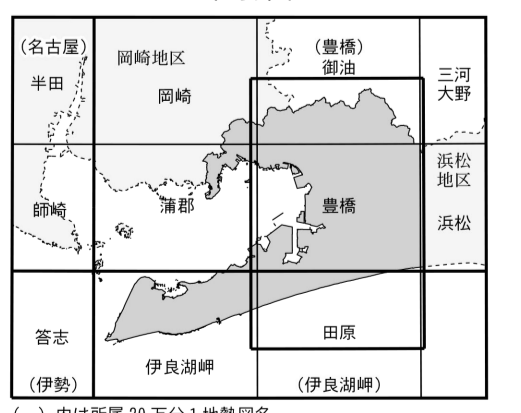 （名古屋）
半田
岡崎地区
岡崎
（豊橋）
御油
三河
大野
師崎
蒲郡
豊橋
浜松
地区
浜松
答志
（伊勢）
伊良湖岬
田原
（伊良湖岬）